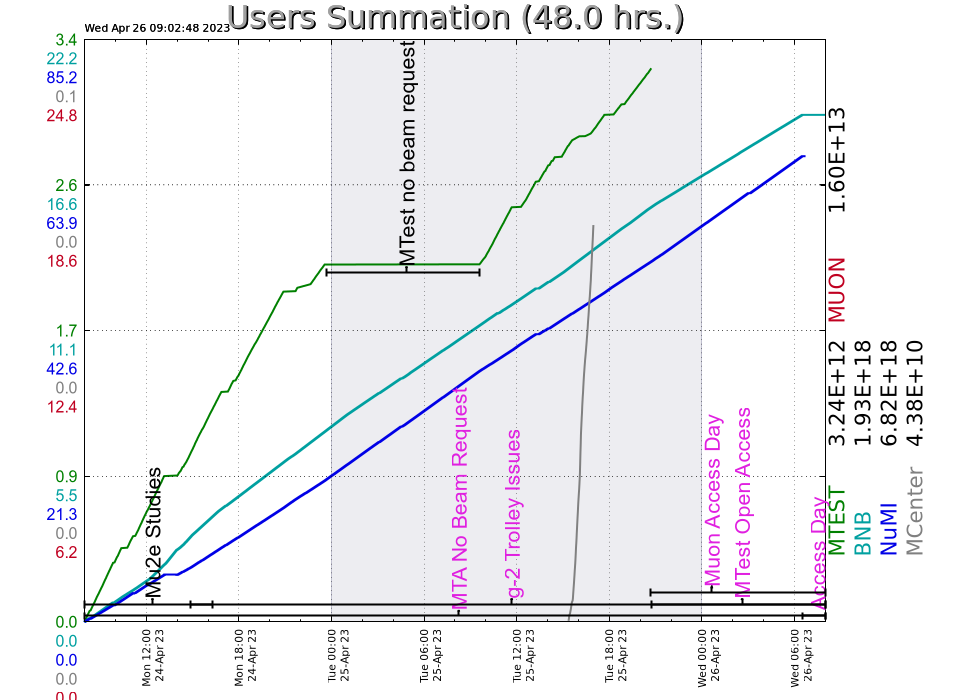 Users Summation (48.0 hrs.)
Wed Apr 26 09:02:48 2023
3.4
22.2
85.2
0.1
24.8
2.6
16.6
63.9
0.0
18.6
1.7
11.1
42.6
0.0
12.4
0.9
5.5
21.3
0.0
6.2
0.0
0.0
0.0
0.0
0.0
MTest no beam request
Mu2e Studies
MTA No Beam Request
g-2 Trolley Issues
Muon Access Day
MTest Open Access
Access Day
Mon 12:00
24-Apr 23
Mon 18:00
24-Apr 23
Tue 00:00
25-Apr 23
Tue 06:00
25-Apr 23
Tue 12:00
25-Apr 23
Tue 18:00
25-Apr 23
Wed 00:00
26-Apr 23
Wed 06:00
26-Apr 23
MTEST 3.24E+12 MUON 1.60E+13
BNB 1.93E+18
NuMI 6.82E+18
MCenter 4.38E+10